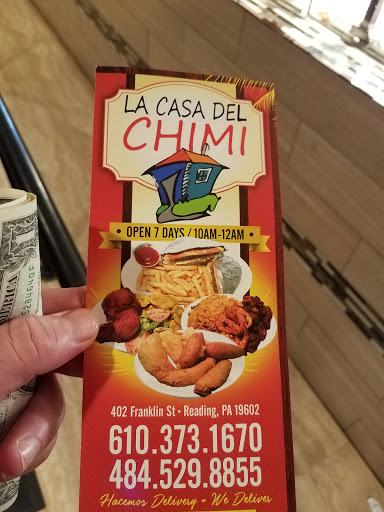 LA CASA DEL
CHIMI
• OPEN 7 DAYS / 10AM-12AM •
402 Franklin St • Reading, PA 19602
610.373.1670
484.529.8855
Hacemos Delivery - We Deliver